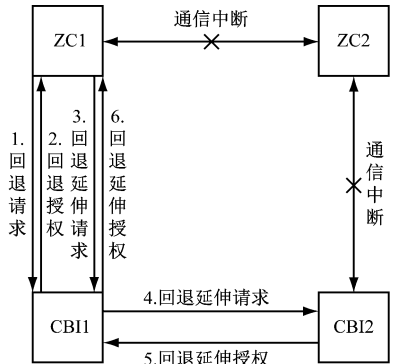 通信中断
ZC1
ZC2
1.回退请求
2.回退授权
3.回退延伸请求
6.回退延伸授权
通信中断
4.回退延伸请求
CBI1
CBI2
5.回退延伸授权